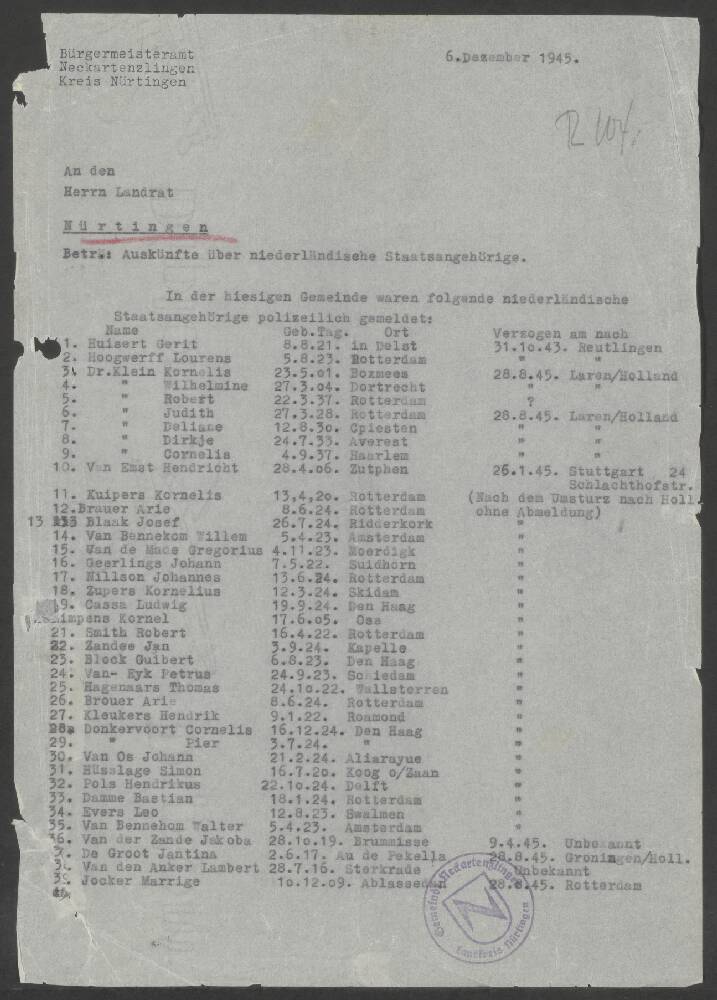 Bürgermeisteramt
Neckartenzlingen
Kreis Nürtingen
6.Dezember 1945.
An den
Herrn Landrat
Nürtingen
Betr.: Auskünfte über niederländische Staatsangehörige.
In der hiesigen Gemeinde waren folgende niederländische
Staatsangehörige polizeilich gemeldet:
Name Geb.Tag. Ort Verzogen am nach
1. Huisert Gerit 8.8.21. in Delst 31.10.43. Reutlingen
2. Hoogwerff Lourens 5.8.23. Rotterdam "
3. Dr.Klein Kornelis 23.5.01. Boxmees 28.8.45. Laren/Holland
4. " Wilhelmine 27.3.04. Dortrecht " "
5. " Robert 22.3.37. Rotterdam ?
6. " Judith 27.3.28. Rotterdam 28.8.45. Laren/Holland
7. " Deliane 12.8.30. Cpiesten " "
8. " Dirkje 24.7.33. Averest " "
9. " Cornelis 4.9.37. Haarlem " "
10. Van Emst Hendricht 28.4.06. Zutphen 26.1.45. Stuttgart 24
Schlachthofstr.
11. Kuipers Kornelis 13,4,20. Rotterdam (Nach dem Umsturz nach Holl.
12.Brauer Arie 8.6.24. Rotterdam ohne Abmeldung)
13 Blaak Josef 26.7.24. Ridderkork "
14. Van Bennekom Willem 5.4.23. Amsterdam "
15. Van de Made Gregorius 4.11.23. Moerdigk "
16. Geerlings Johann 7.5.22. Suidhorn "
17. Nillson Johannes 13.6.24. Rotterdam "
18. Zupers Kornelius 12.3.24. Skidam "
19. Cassa Ludwig 19.9.24. Den Haag "
impens Kornel 17.6.05. Oss "
21. Smith Robert 16.4.22. Rotterdam "
22. Zandee Jan 3.9.24. Kapelle "
23. Block Guibert 6.8.23. Den Haag "
24. Van- Eyk Petrus 24.9.23. Schiedam "
25. Hagenaars Thomas 24.10.22. Wallsterren "
26. Brouer Arie 8.6.24. Rotterdam "
27. Kleukers Hendrik 9.1.22. Roamond "
28. Donkervoort Cornelis 16.12.24. Den Haag "
29. " Pier 3.7.24. " "
30. Van Os Johann 21.2.24. Aliarayue "
31. Hüsslage Simon 16.7.20. Koog o/Zaan "
32. Pols Hendrikus 22.10.24. Delft "
33. Damme Bastian 18.1.24. Rotterdam "
34. Evers Leo 12.8.23. Swalmen "
35. Van Bennehom Walter 5.4.23. Amsterdam "
36. Van der Zande Jakoba 28.10.19. Brummisse 9.4.45. Unbekannt
De Groot Jantina 2.6.17. Au de Pekella 28.8.45. Groningen/Holl.
Van den Anker Lambert 28.7.16. Sterkrade Unbekannt
Jocker Marrige 10.12.09. Ablasserdam 28.8.45. Rotterdam
Gemeinde Neckartenzlingen
Landkreis Nürtingen